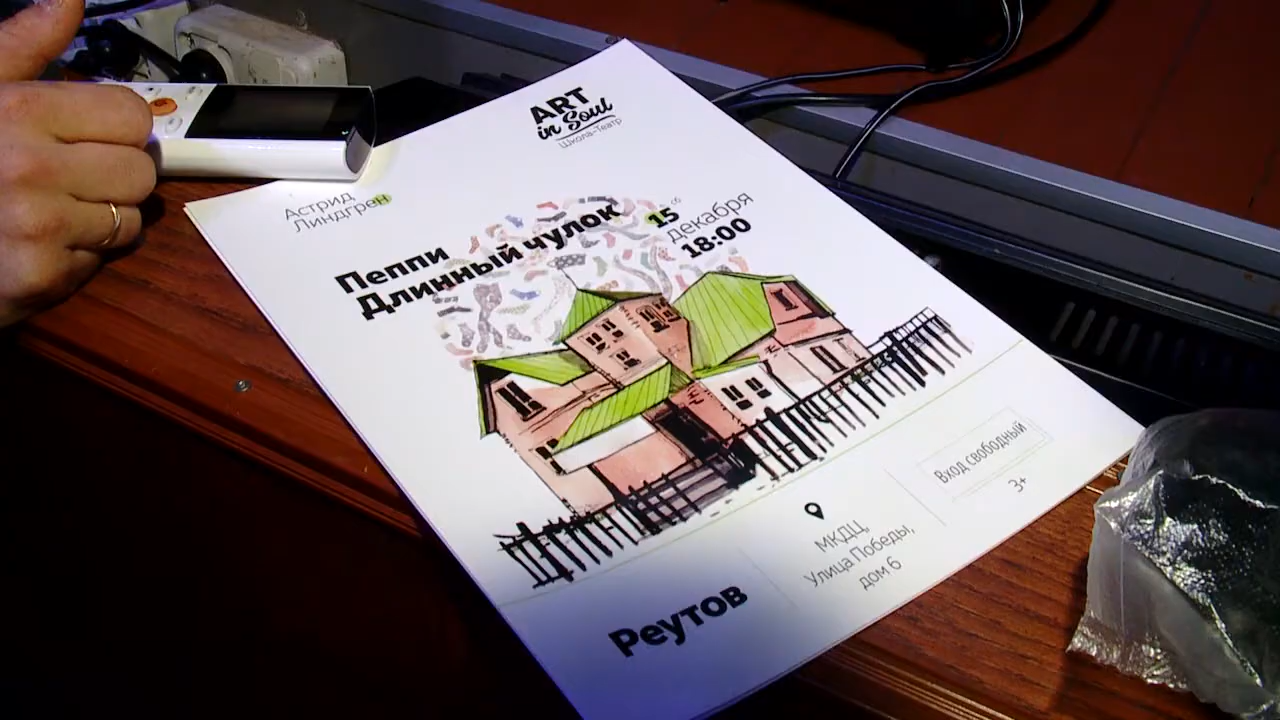 ART
in Soul
Школа-Театр
Астрид
Линдгрен
Пеппи
Длинный чулок
15 сб
декабря
18:00
Вход свободный
3+
МКДЦ,
Улица Победы,
дом 6
Реутов